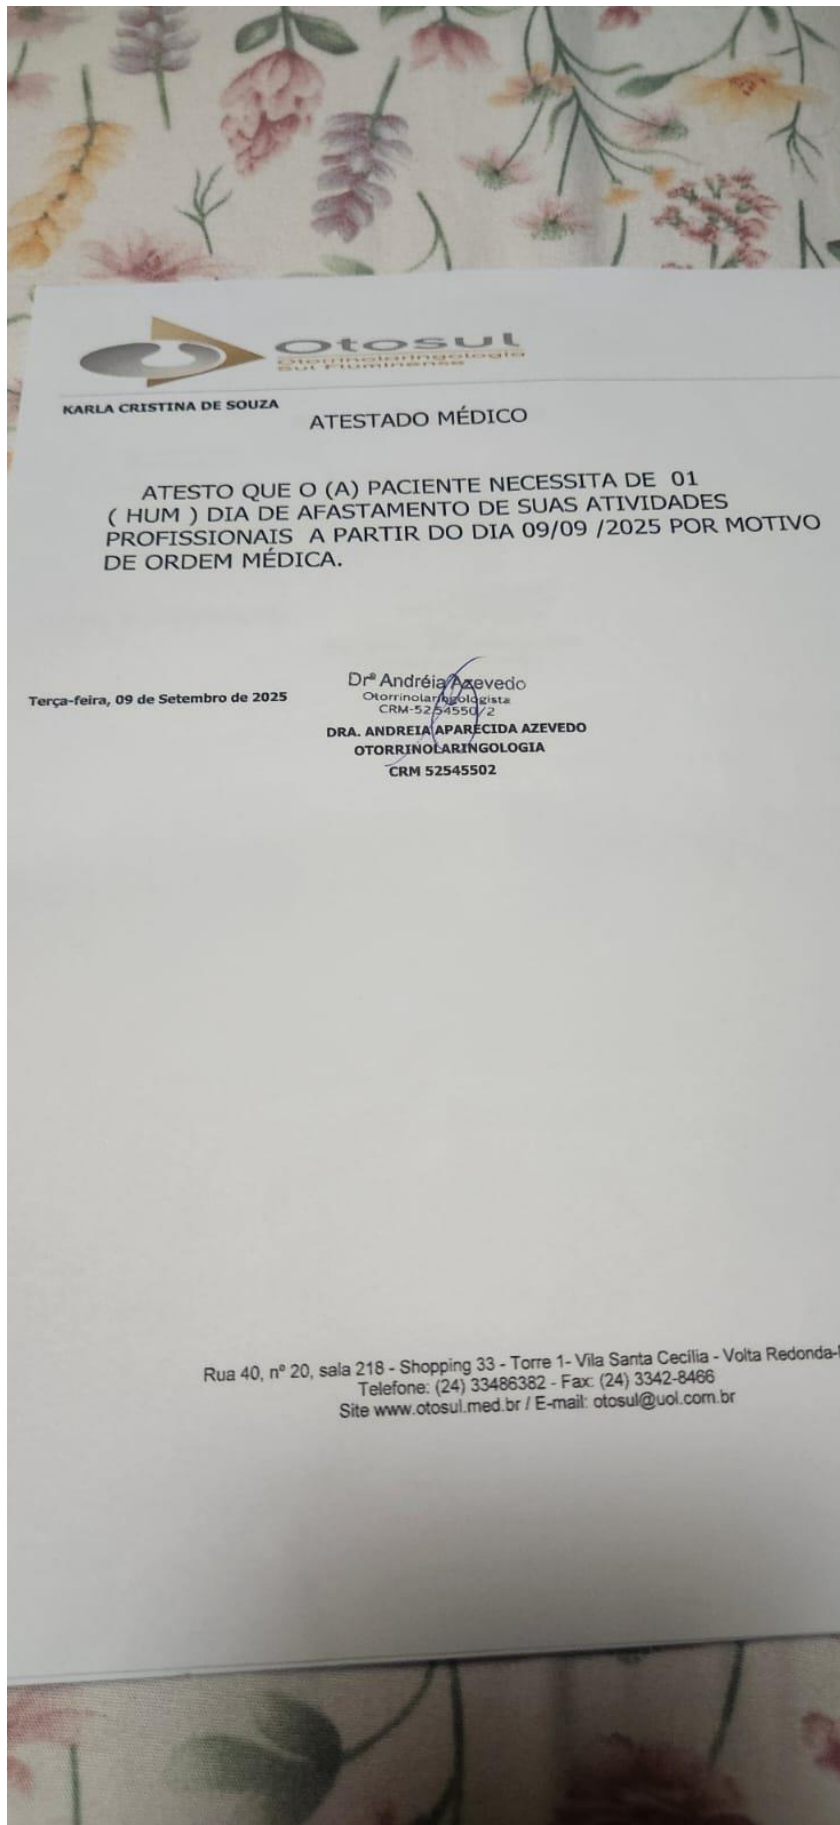 Otosul
Otorrinolaringologia
Sul Fluminense
KARLA CRISTINA DE SOUZA
ATESTADO MÉDICO
ATESTO QUE O (A) PACIENTE NECESSITA DE 01
( HUM ) DIA DE AFASTAMENTO DE SUAS ATIVIDADES
PROFISSIONAIS A PARTIR DO DIA 09/09 /2025 POR MOTIVO
DE ORDEM MÉDICA.
Terça-feira, 09 de Setembro de 2025
Drª Andréia Azevedo
Otorrinolaringologista
CRM-52 54550/2
DRA. ANDREIA APARECIDA AZEVEDO
OTORRINOLARINGOLOGIA
CRM 52545502
Rua 40, nº 20, sala 218 - Shopping 33 - Torre 1- Vila Santa Cecília - Volta Redonda-
Telefone: (24) 33486382 - Fax: (24) 3342-8466
Site www.otosul.med.br / E-mail: otosul@uol.com.br